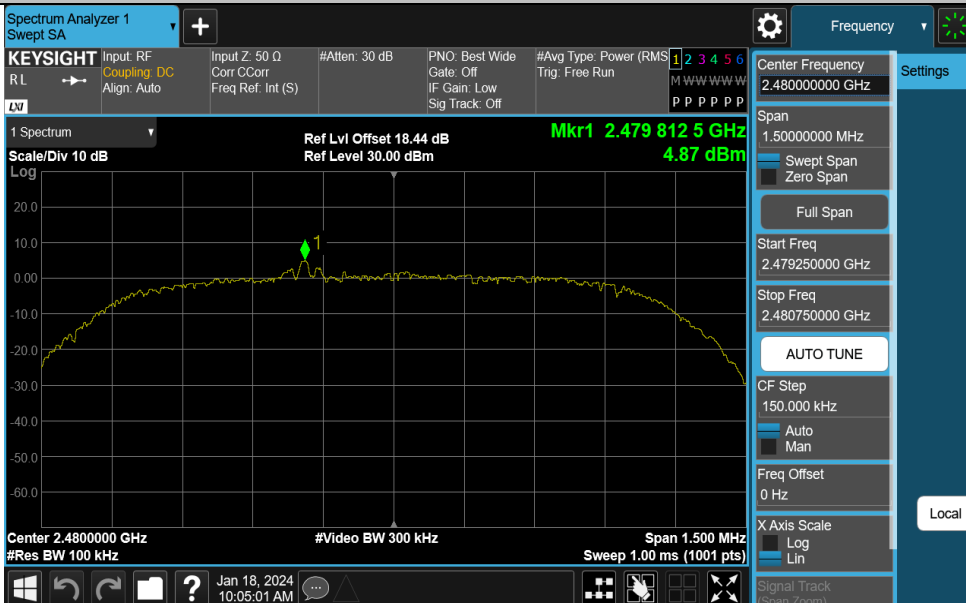 Spectrum Analyzer 1
Swept SA
+
Frequency
KEYSIGHT
RL
LXI
Input: RF
Coupling: DC
Align: Auto
Input Z: 50 Ω
Corr CCorr
Freq Ref: Int (S)
#Atten: 30 dB
PNO: Best Wide
Gate: Off
IF Gain: Low
Sig Track: Off
#Avg Type: Power (RMS
Trig: Free Run
1 2 3 4 5 6
M W W W W W
P P P P P P
1 Spectrum
Scale/Div 10 dB
Log
Ref Lvl Offset 18.44 dB
Ref Level 30.00 dBm
Mkr1 2.479 812 5 GHz
4.87 dBm
20.0
10.0
1
0.00
-10.0
-20.0
-30.0
-40.0
-50.0
-60.0
Center 2.4800000 GHz
#Video BW 300 kHz
Span 1.500 MHz
#Res BW 100 kHz
Sweep 1.00 ms (1001 pts)
?
Jan 18, 2024
10:05:01 AM
Center Frequency
2.480000000 GHz
Settings
Span
1.50000000 MHz
Swept Span
Zero Span
Full Span
Start Freq
2.479250000 GHz
Stop Freq
2.480750000 GHz
AUTO TUNE
CF Step
150.000 kHz
Auto
Man
Freq Offset
0 Hz
Local
X Axis Scale
Log
Lin
Signal Track
(Span Zoom)